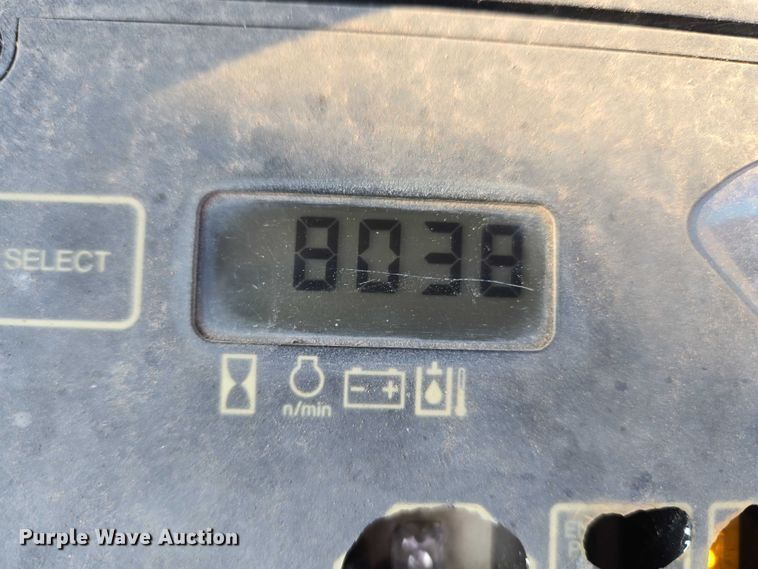 8038
SELECT
n/min
Purple Wave Auction